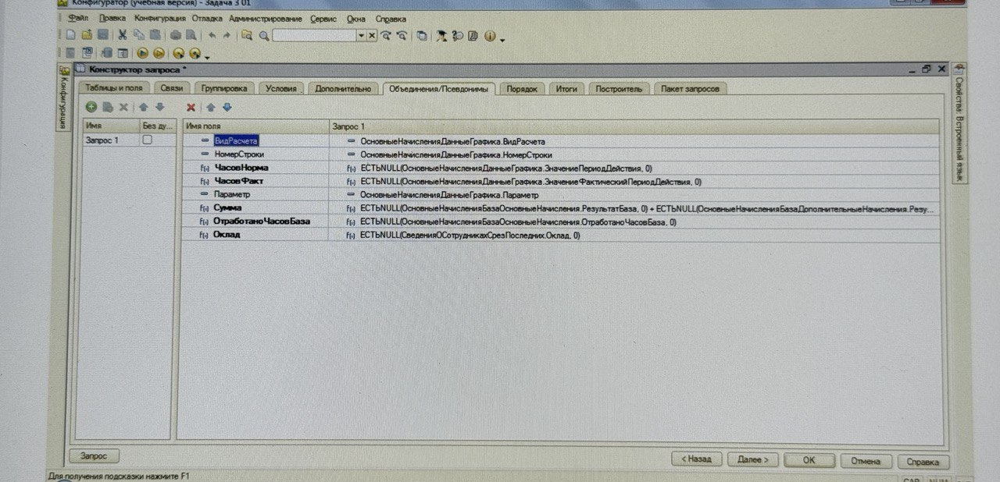 Конфигуратор (учебная версия) - Задача 3 01
Файл Правка Конфигурация Отладка Администрирование Сервис Окна Справка
Конструктор запроса *
Таблицы и поля Связи Группировка Условия Дополнительно Объединения/Псевдонимы Порядок Итоги Построитель Пакет запросов
Конфигурация
Свойства: Встроенный язык
Имя Без ду... Имя поля Запрос 1
Запрос 1 ВидРасчета ОсновныеНачисленияДанныеГрафика.ВидРасчета
НомерСтроки ОсновныеНачисленияДанныеГрафика.НомерСтроки
ЧасовНорма ЕСТЬNULL(ОсновныеНачисленияДанныеГрафика.ЗначениеПериодДействия, 0)
ЧасовФакт ЕСТЬNULL(ОсновныеНачисленияДанныеГрафика.ЗначениеФактическийПериодДействия, 0)
Параметр ОсновныеНачисленияДанныеГрафика.Параметр
Сумма ЕСТЬNULL(ОсновныеНачисленияБазаОсновныеНачисления.РезультатБаза, 0) + ЕСТЬNULL(ОсновныеНачисленияБазаДополнительныеНачисления.Резу...
ОтработаноЧасовБаза ЕСТЬNULL(ОсновныеНачисленияБазаОсновныеНачисления.ОтработаноЧасовБаза, 0)
Оклад ЕСТЬNULL(СведенияОСотрудникахСрезПоследних.Оклад, 0)
Запрос < Назад Далее > OK Отмена Справка
Для получения подсказки нажмите F1
CAP NUM